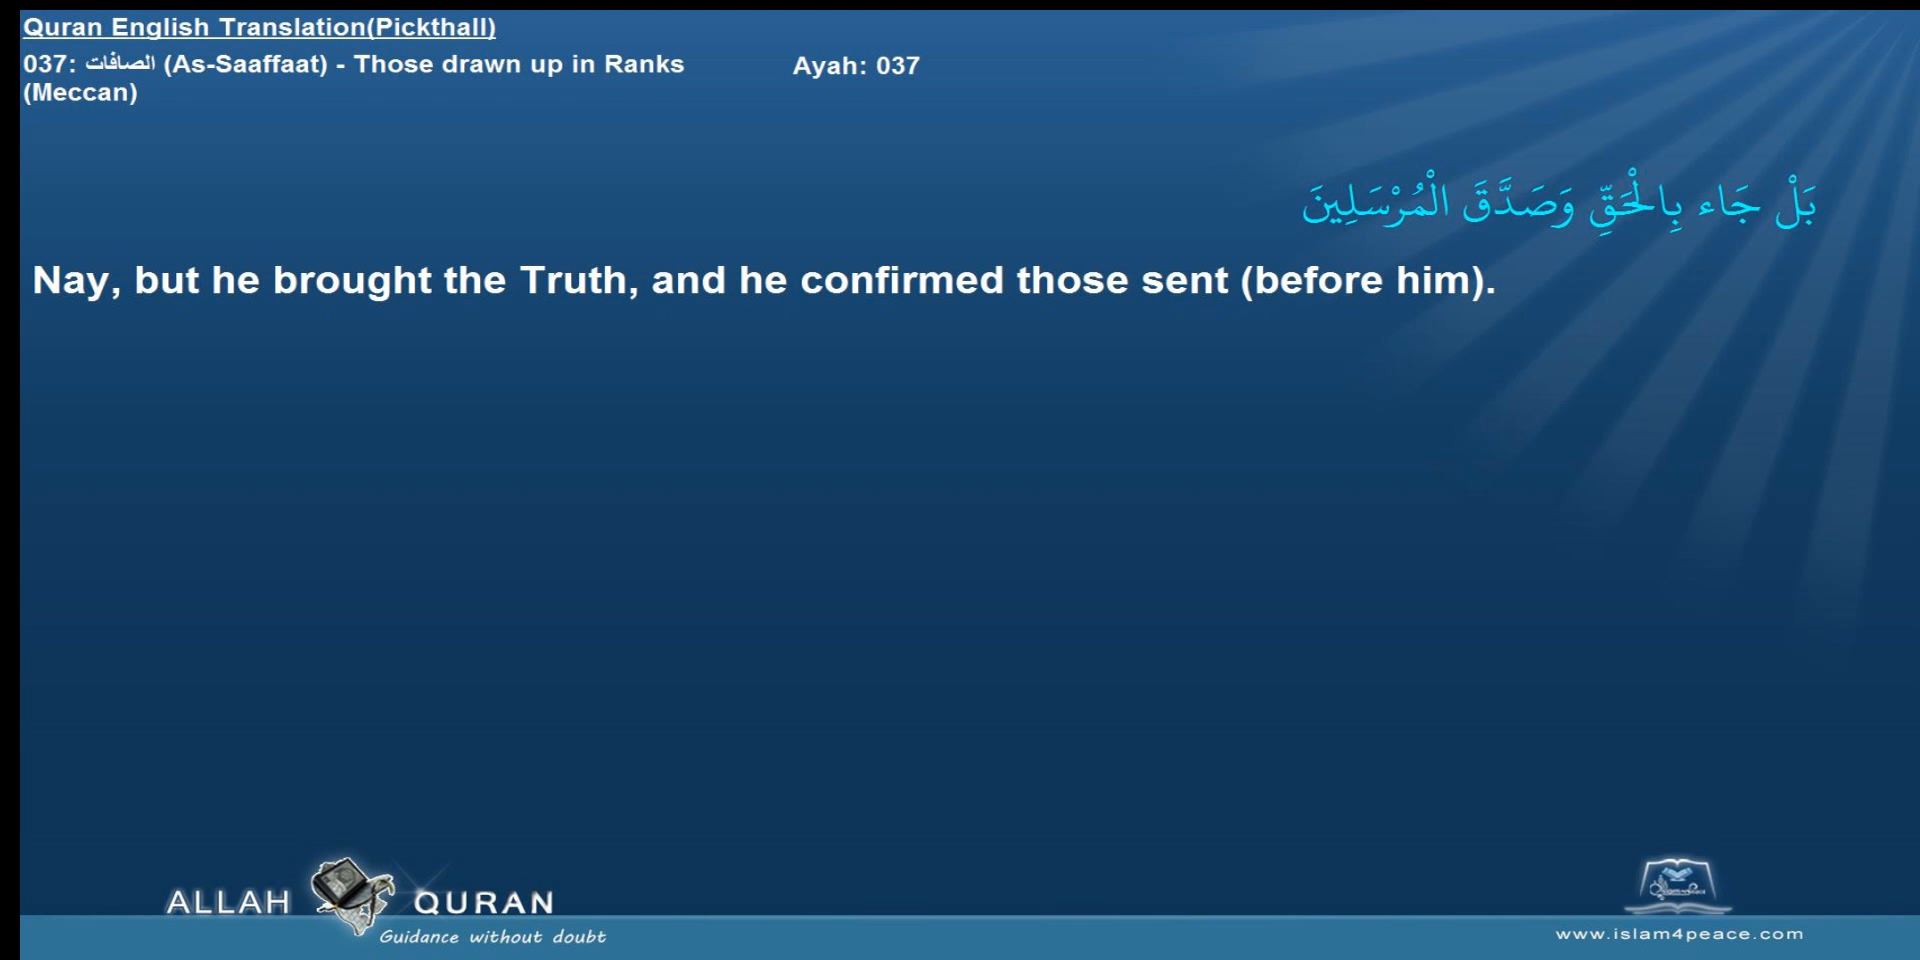 Quran English Translation(Pickthall)
037: الصافات (As-Saaffaat) - Those drawn up in Ranks (Meccan)
Ayah: 037
بَلْ جَاء بِالْحَقِّ وَصَدَّقَ الْمُرْسَلِينَ
Nay, but he brought the Truth, and he confirmed those sent (before him).
ALLAH QURAN
Guidance without doubt
www.islam4peace.com